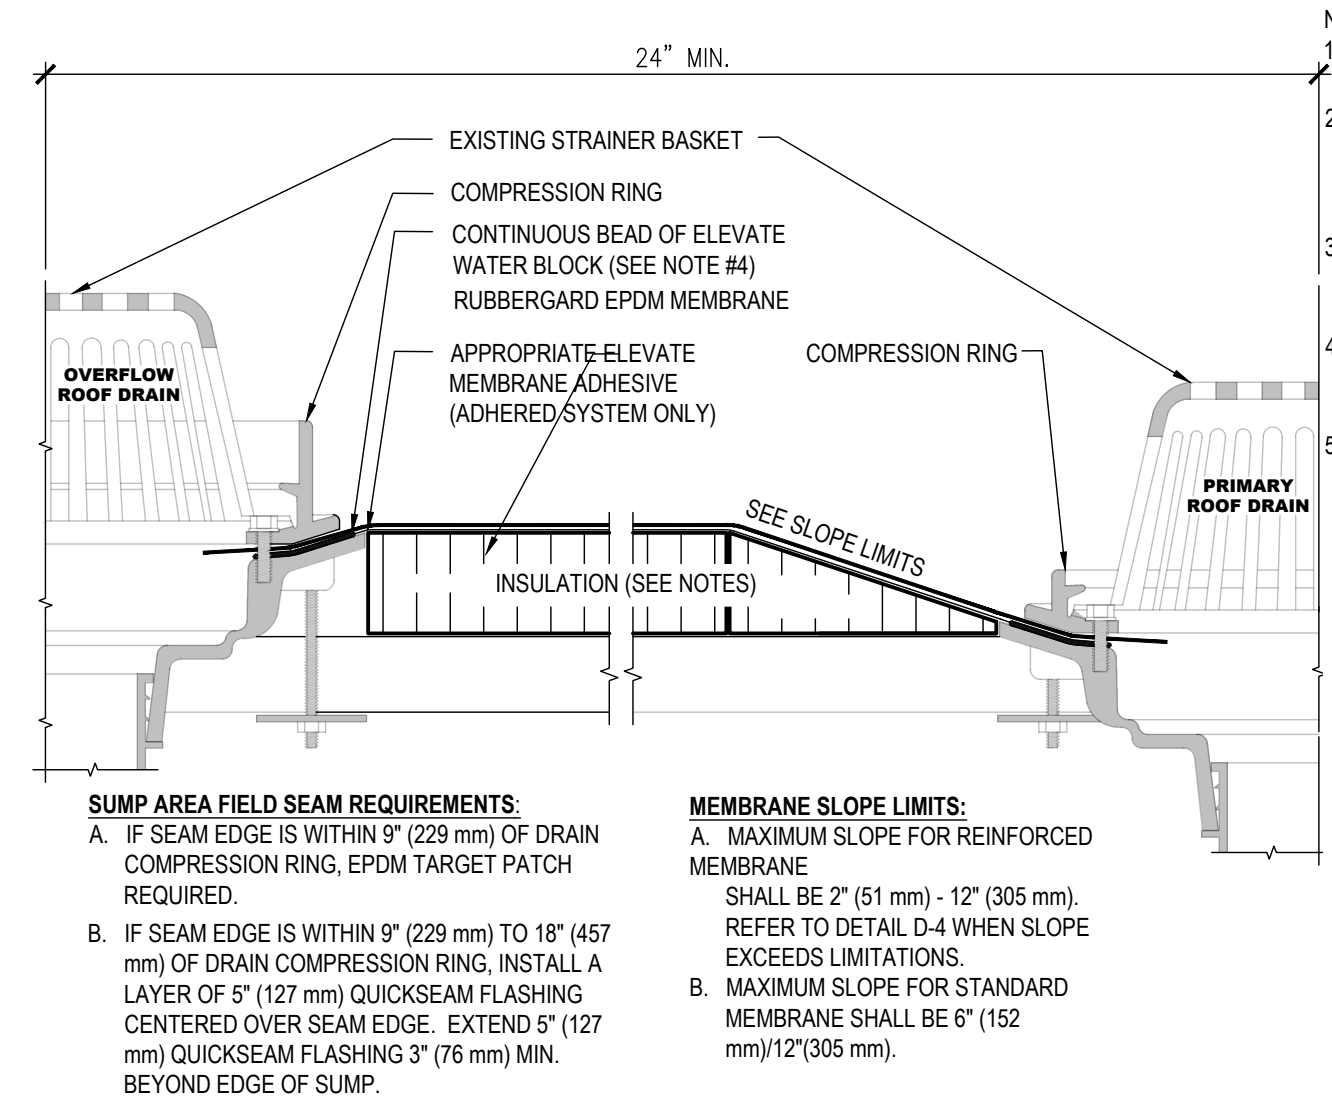 24" MIN.
EXISTING STRAINER BASKET
COMPRESSION RING
CONTINUOUS BEAD OF ELEVATE
WATER BLOCK (SEE NOTE #4)
RUBBERGARD EPDM MEMBRANE
APPROPRIATE ELEVATE
MEMBRANE ADHESIVE
(ADHERED SYSTEM ONLY)
COMPRESSION RING
OVERFLOW
ROOF DRAIN
PRIMARY
ROOF DRAIN
SEE SLOPE LIMITS
INSULATION (SEE NOTES)
SUMP AREA FIELD SEAM REQUIREMENTS:
A. IF SEAM EDGE IS WITHIN 9" (229 mm) OF DRAIN
COMPRESSION RING, EPDM TARGET PATCH
REQUIRED.
B. IF SEAM EDGE IS WITHIN 9" (229 mm) TO 18" (457
mm) OF DRAIN COMPRESSION RING, INSTALL A
LAYER OF 5" (127 mm) QUICKSEAM FLASHING
CENTERED OVER SEAM EDGE. EXTEND 5" (127
mm) QUICKSEAM FLASHING 3" (76 mm) MIN.
BEYOND EDGE OF SUMP.
MEMBRANE SLOPE LIMITS:
A. MAXIMUM SLOPE FOR REINFORCED
MEMBRANE
SHALL BE 2" (51 mm) - 12" (305 mm).
REFER TO DETAIL D-4 WHEN SLOPE
EXCEEDS LIMITATIONS.
B. MAXIMUM SLOPE FOR STANDARD
MEMBRANE SHALL BE 6" (152
mm)/12"(305 mm).
1
2
3
4
5